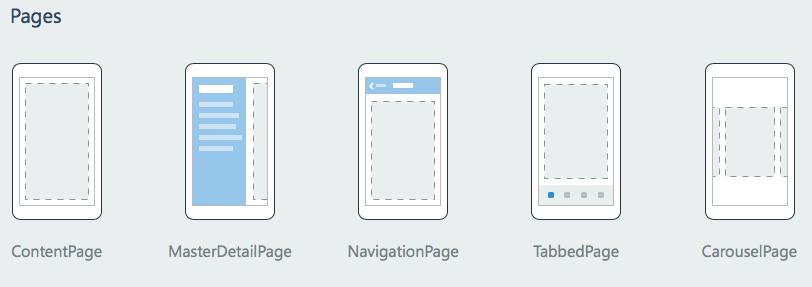 Pages
ContentPage
MasterDetailPage
NavigationPage
TabbedPage
CarouselPage